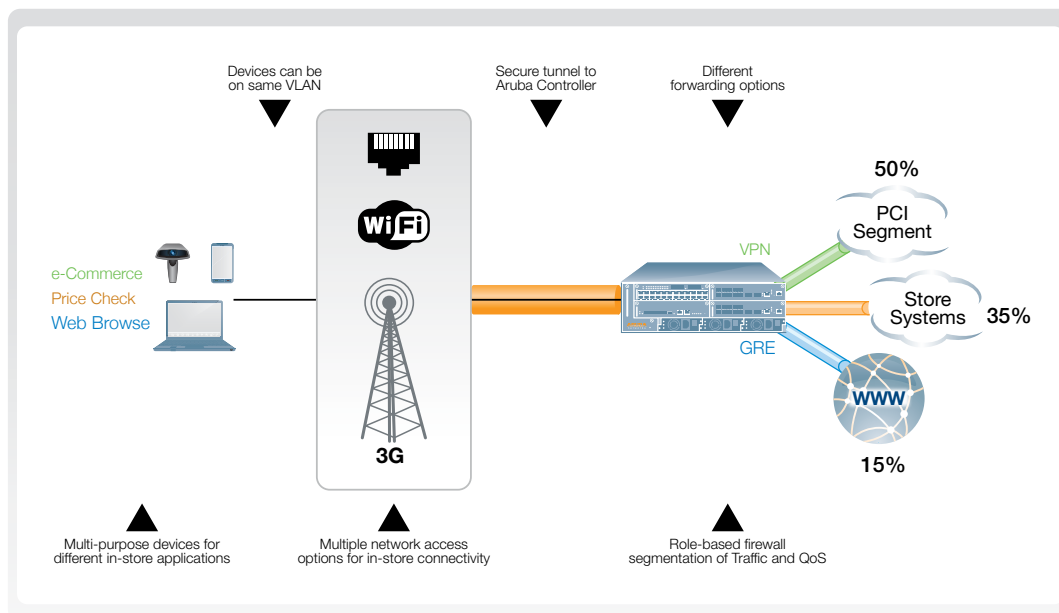 Devices can be
on same VLAN
Secure tunnel to
Aruba Controller
Different
forwarding options
50%
PCI
Segment
WiFi
VPN
e-Commerce
Price Check
Web Browse
Store
Systems
35%
GRE
WWW
3G
15%
Multi-purpose devices for
different in-store applications
Multiple network access
options for in-store connectivity
Role-based firewall
segmentation of Traffic and QoS